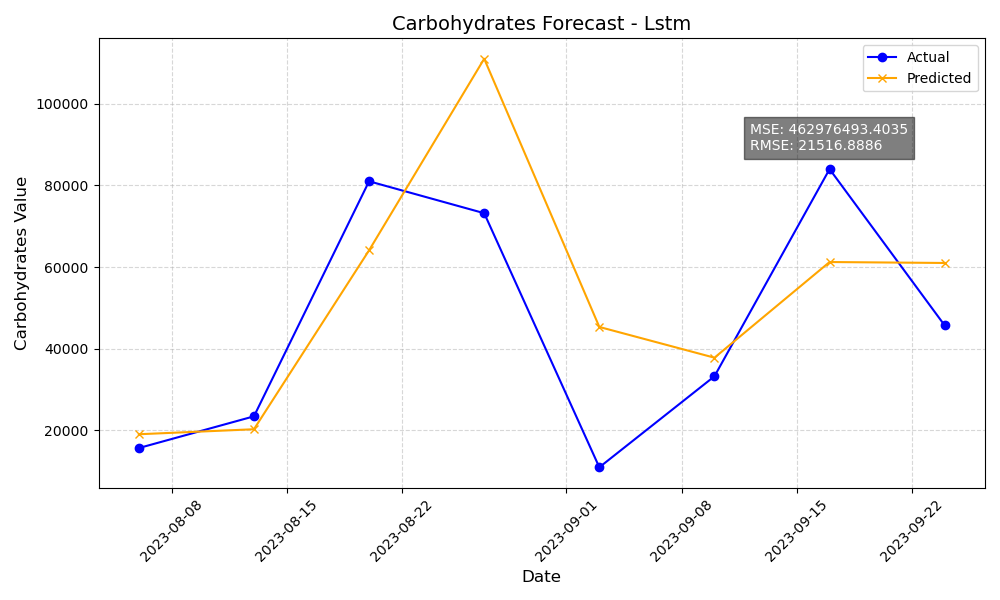 Carbohydrates Forecast - Lstm
Actual
Predicted
MSE: 462976493.4035
RMSE: 21516.8886
Carbohydrates Value
100000
80000
60000
40000
20000
2023-08-08
2023-08-15
2023-08-22
2023-09-01
2023-09-08
2023-09-15
2023-09-22
Date